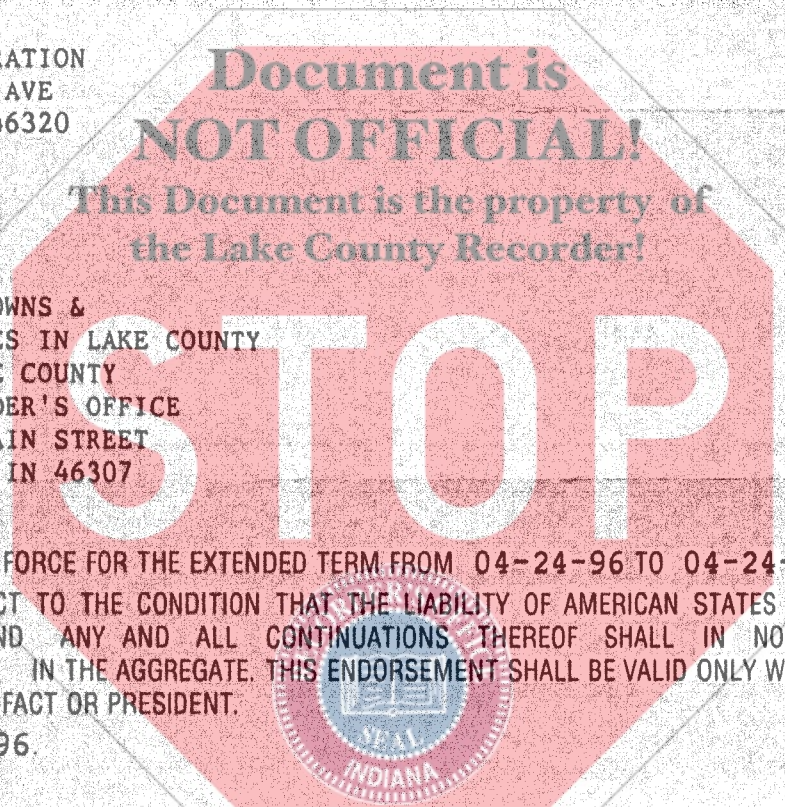 RATION
AVE
46320
Document is
NOT OFFICIAL!
This Document is the property of
the Lake County Recorder!
OWNS &
ES IN LAKE COUNTY
E COUNTY
DER'S OFFICE
AIN STREET
IN 46307
STOP
FORCE FOR THE EXTENDED TERM FROM 04-24-96 TO 04-24-
CT TO THE CONDITION THAT THE LIABILITY OF AMERICAN STATES
ND ANY AND ALL CONTINUATIONS THEREOF SHALL IN NO
IN THE AGGREGATE. THIS ENDORSEMENT SHALL BE VALID ONLY W
FACT OR PRESIDENT.
96.
SEAL
INDIANA